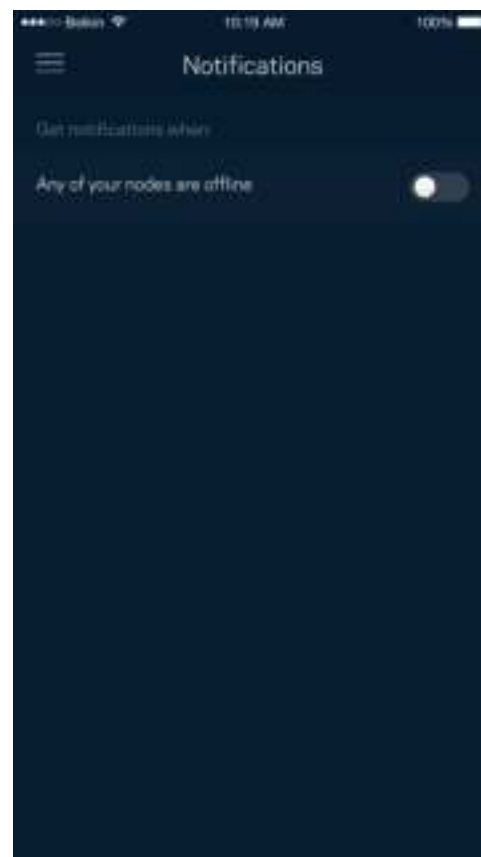 Belkin 10:19 AM 100%
Notifications
Get notifications when:
Any of your nodes are offline